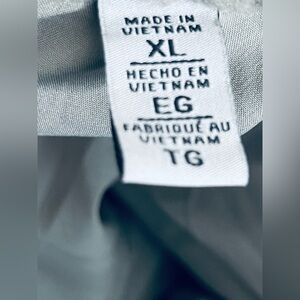 MADE IN
VIETNAM
XL
HECHO EN
VIETNAM
EG
FABRIQUÉ AU
VIETNAM
TG